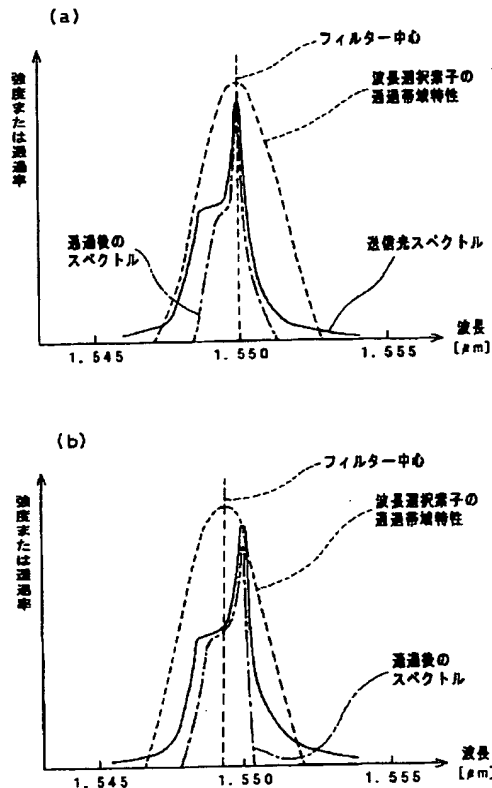 (a)
フィルター中心
波長選択素子の
通過帯域特性
強度または透過率
通過後の
スペクトル
送信光スペクトル
波長
[μm]
1.545
1.550
1.555
(b)
フィルター中心
波長選択素子の
通過帯域特性
強度または透過率
通過後の
スペクトル
波長
[μm]
1.545
1.550
1.555